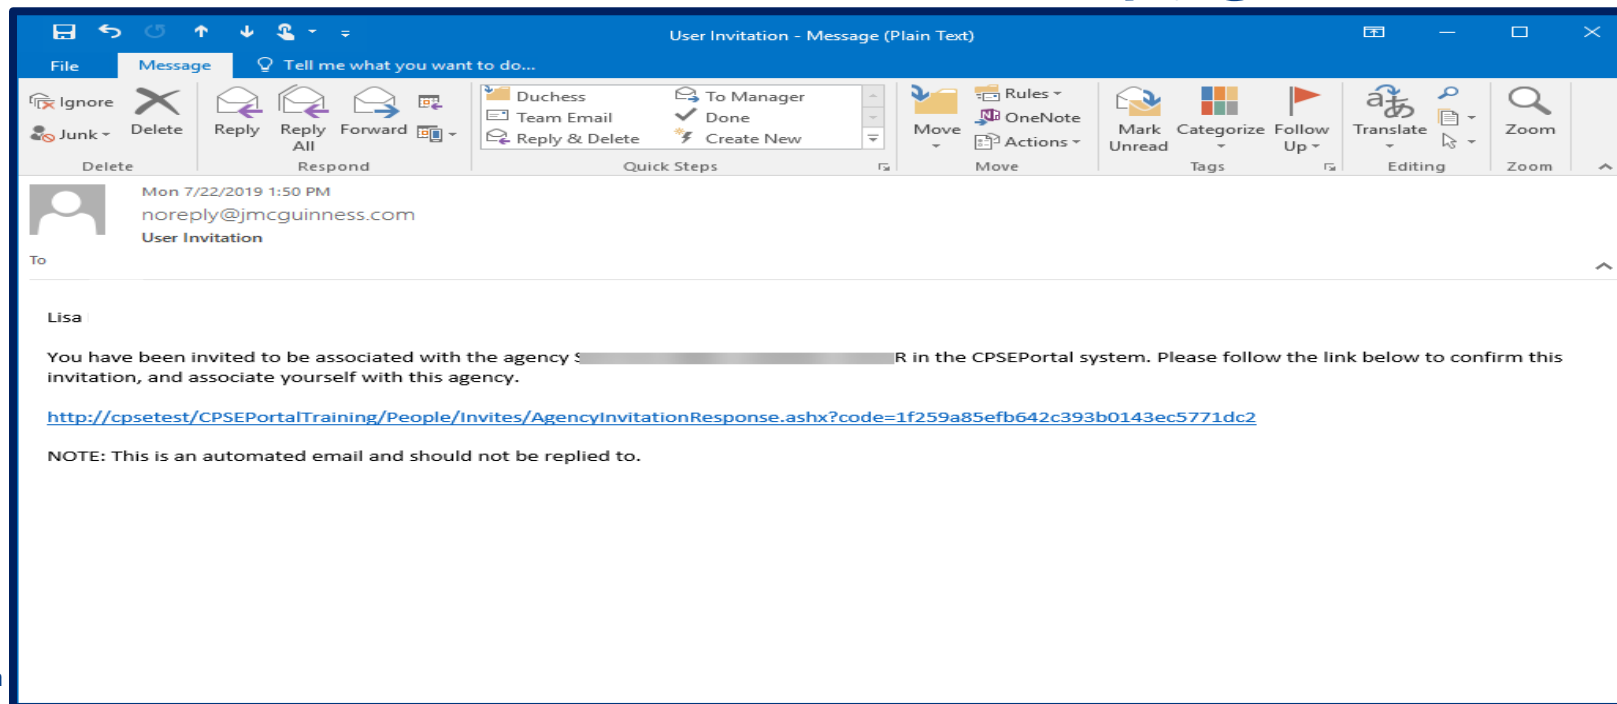 User Invitation - Message (Plain Text)
File Message Tell me what you want to do...
Ignore
Junk
Delete
Reply
Reply All
Forward
Duchess
Team Email
Reply & Delete
To Manager
Done
Create New
Move
Rules
OneNote
Actions
Mark Unread
Categorize
Follow Up
Translate
Zoom
Delete Respond Quick Steps Move Tags Editing Zoom
Mon 7/22/2019 1:50 PM
noreply@jmcguinness.com
User Invitation
To
Lisa
You have been invited to be associated with the agency R in the CPSEPortal system. Please follow the link below to confirm this
invitation, and associate yourself with this agency.
http://cpsetest/CPSEPortalTraining/People/Invites/AgencyInvitationResponse.ashx?code=1f259a85efb642c393b0143ec5771dc2
NOTE: This is an automated email and should not be replied to.